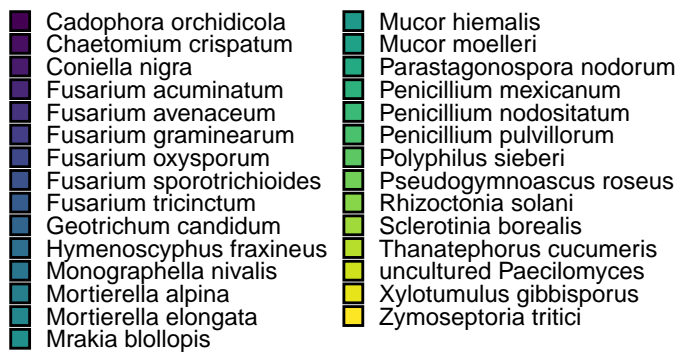 Cadophora orchidicola
Chaetomium crispatum
Coniella nigra
Fusarium acuminatum
Fusarium avenaceum
Fusarium graminearum
Fusarium oxysporum
Fusarium sporotrichioides
Fusarium tricinctum
Geotrichum candidum
Hymenoscyphus fraxineus
Monographella nivalis
Mortierella alpina
Mortierella elongata
Mrakia blollopis
Mucor hiemalis
Mucor moelleri
Parastagonospora nodorum
Penicillium mexicanum
Penicillium nodositatum
Penicillium pulvillorum
Polyphilus sieberi
Pseudogymnoascus roseus
Rhizoctonia solani
Sclerotinia borealis
Thanatephorus cucumeris
uncultured Paecilomyces
Xylotumulus gibbisporus
Zymoseptoria tritici